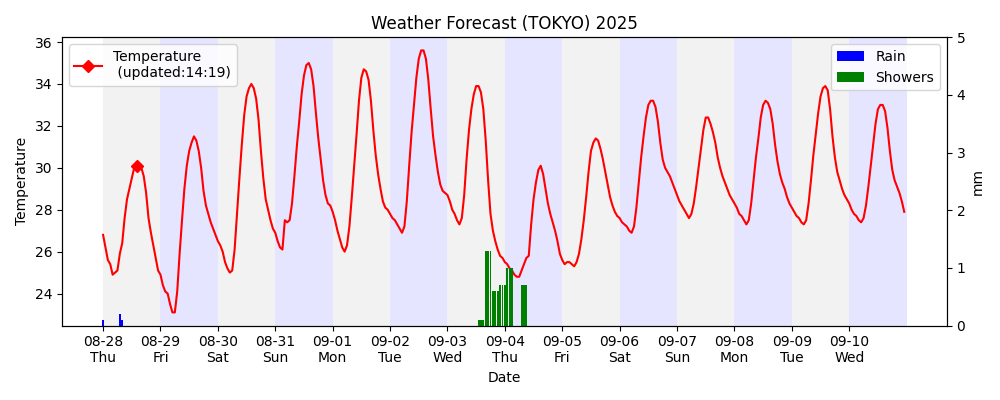 Weather Forecast (TOKYO) 2025
Temperature
(updated:14:19)
Rain
Showers
Temperature
36
34
32
30
28
26
24
5
4
3
2
1
0
mm
08-28 08-29 08-30 08-31 09-01 09-02 09-03 09-04 09-05 09-06 09-07 09-08 09-09 09-10
Thu Fri Sat Sun Mon Tue Wed Thu Fri Sat Sun Mon Tue Wed
Date